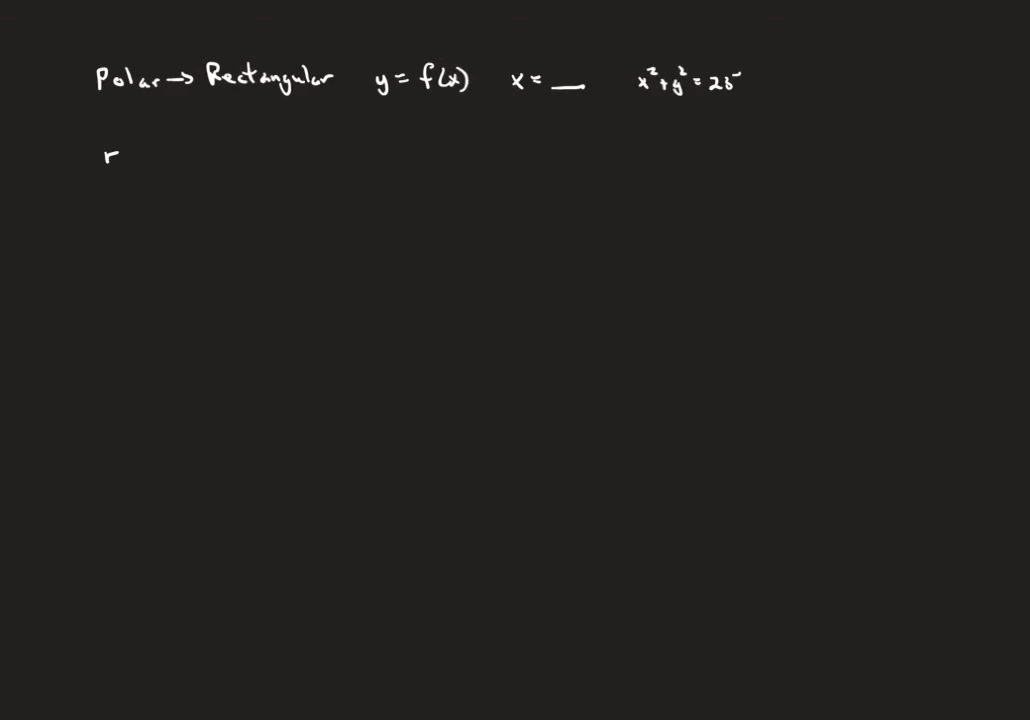 Polar → Rectangular y = f(x) x = __ x² + y² = 25
r